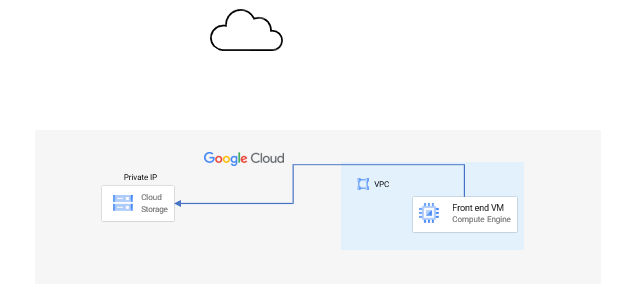 Google Cloud
Private IP
Cloud
Storage
VPC
Front end VM
Compute Engine